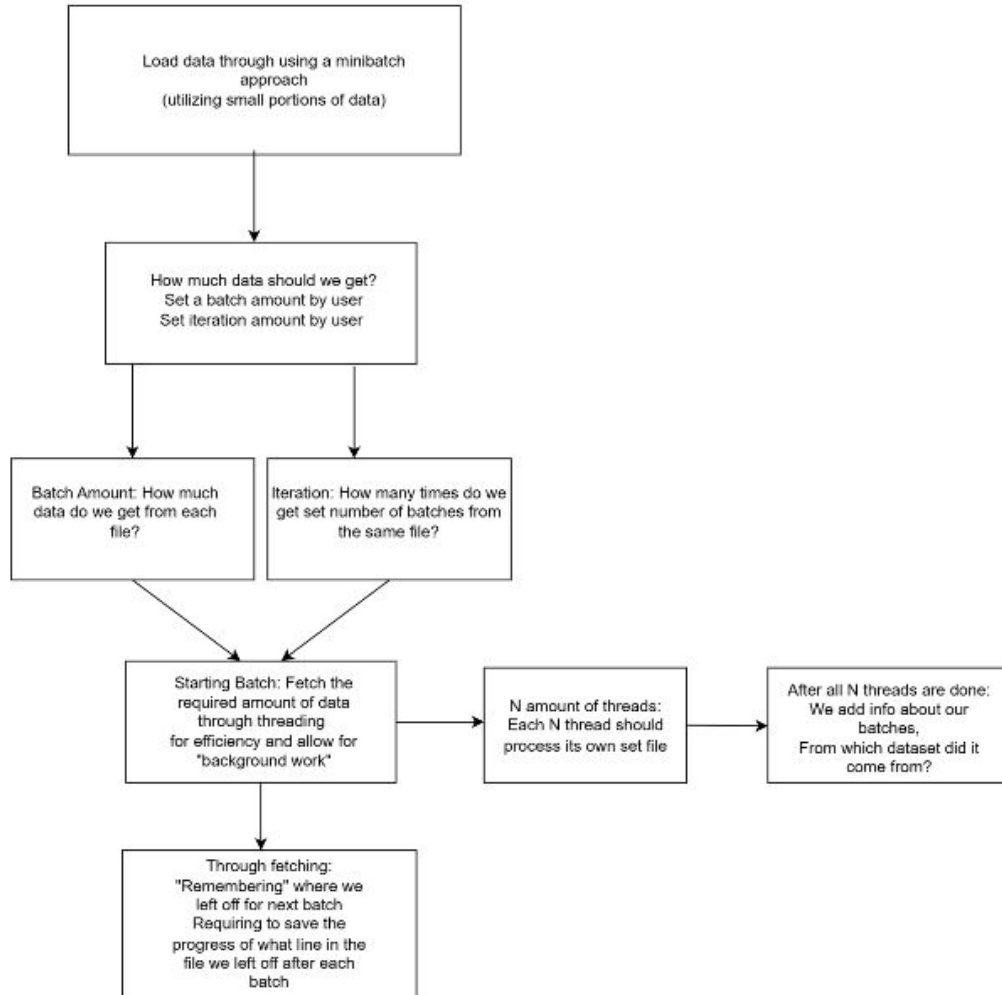 Load data through using a minibatch
approach
(utilizing small portions of data)
How much data should we get?
Set a batch amount by user
Set iteration amount by user
Batch Amount: How much
data do we get from each
file?
Iteration: How many times do we
get set number of batches from
the same file?
Starting Batch: Fetch the
required amount of data
through threading
for efficiency and allow for
"background work"
N amount of threads:
Each N thread should
process its own set file
After all N threads are done:
We add info about our
batches,
From which dataset did it
come from?
Through fetching:
"Remembering" where we
left off for next batch
Requiring to save the
progress of what line in the
file we left off after each
batch